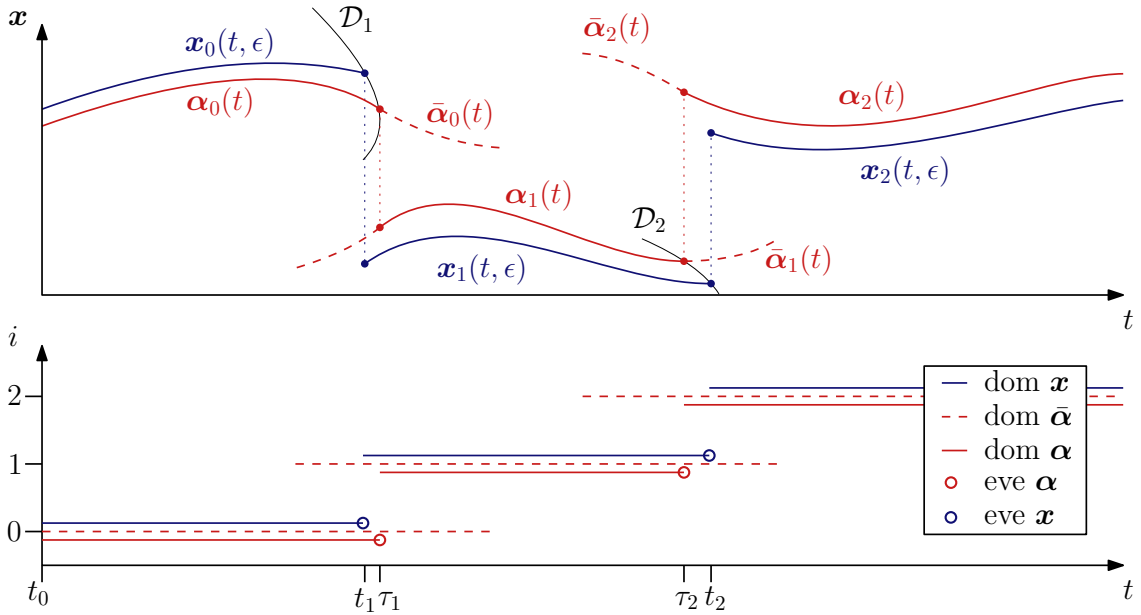 𝒙
𝒟₁
𝒙₀(t, ϵ)
ᾱ₂(t)
α₀(t)
ᾱ₀(t)
α₂(t)
𝒙₂(t, ϵ)
α₁(t)
𝒟₂
𝒙₁(t, ϵ)
ᾱ₁(t)
t
i
2
1
0
dom 𝒙
dom ᾱ
dom α
eve α
eve 𝒙
t₀
t₁ τ₁
τ₂ t₂
t